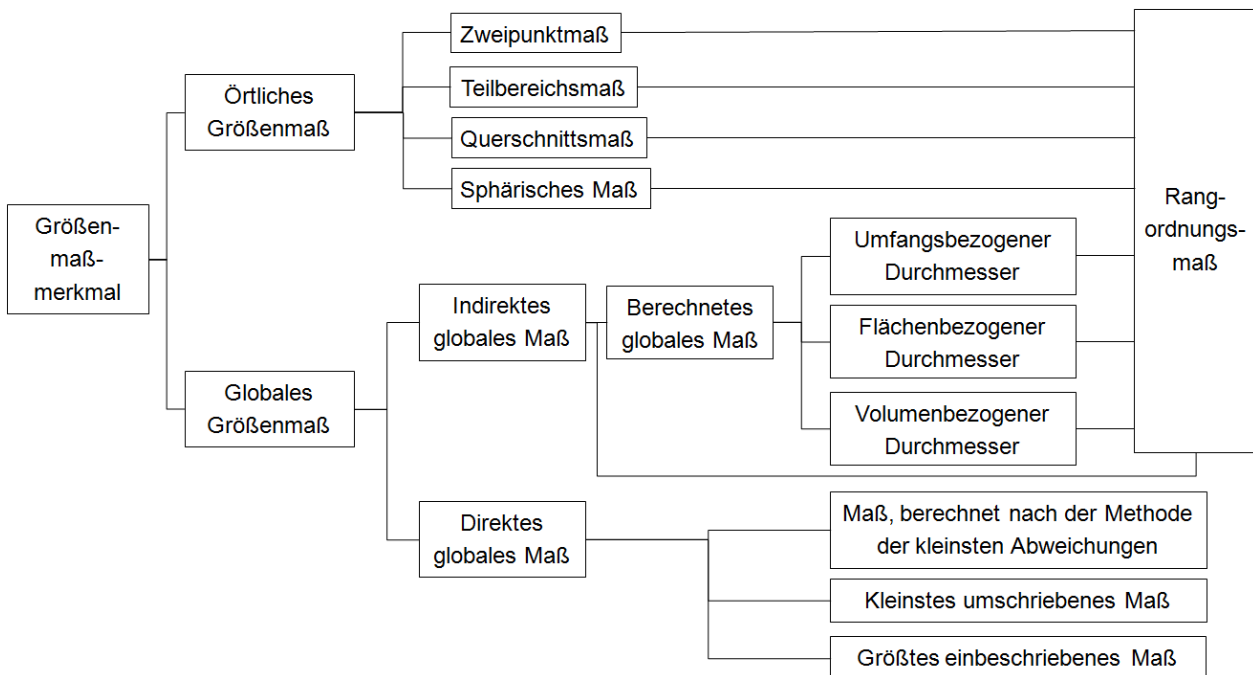 Zweipunktmaß
Örtliches
Größenmaß
Teilbereichsmaß
Querschnittsmaß
Sphärisches Maß
Größen-
maß-
merkmal
Rang-
ordnungs-
maß
Globales
Größenmaß
Indirektes
globales Maß
Berechnetes
globales Maß
Umfangsbezogener
Durchmesser
Flächenbezogener
Durchmesser
Volumenbezogener
Durchmesser
Direktes
globales Maß
Maß, berechnet nach der Methode
der kleinsten Abweichungen
Kleinstes umschriebenes Maß
Größtes einbeschriebenes Maß